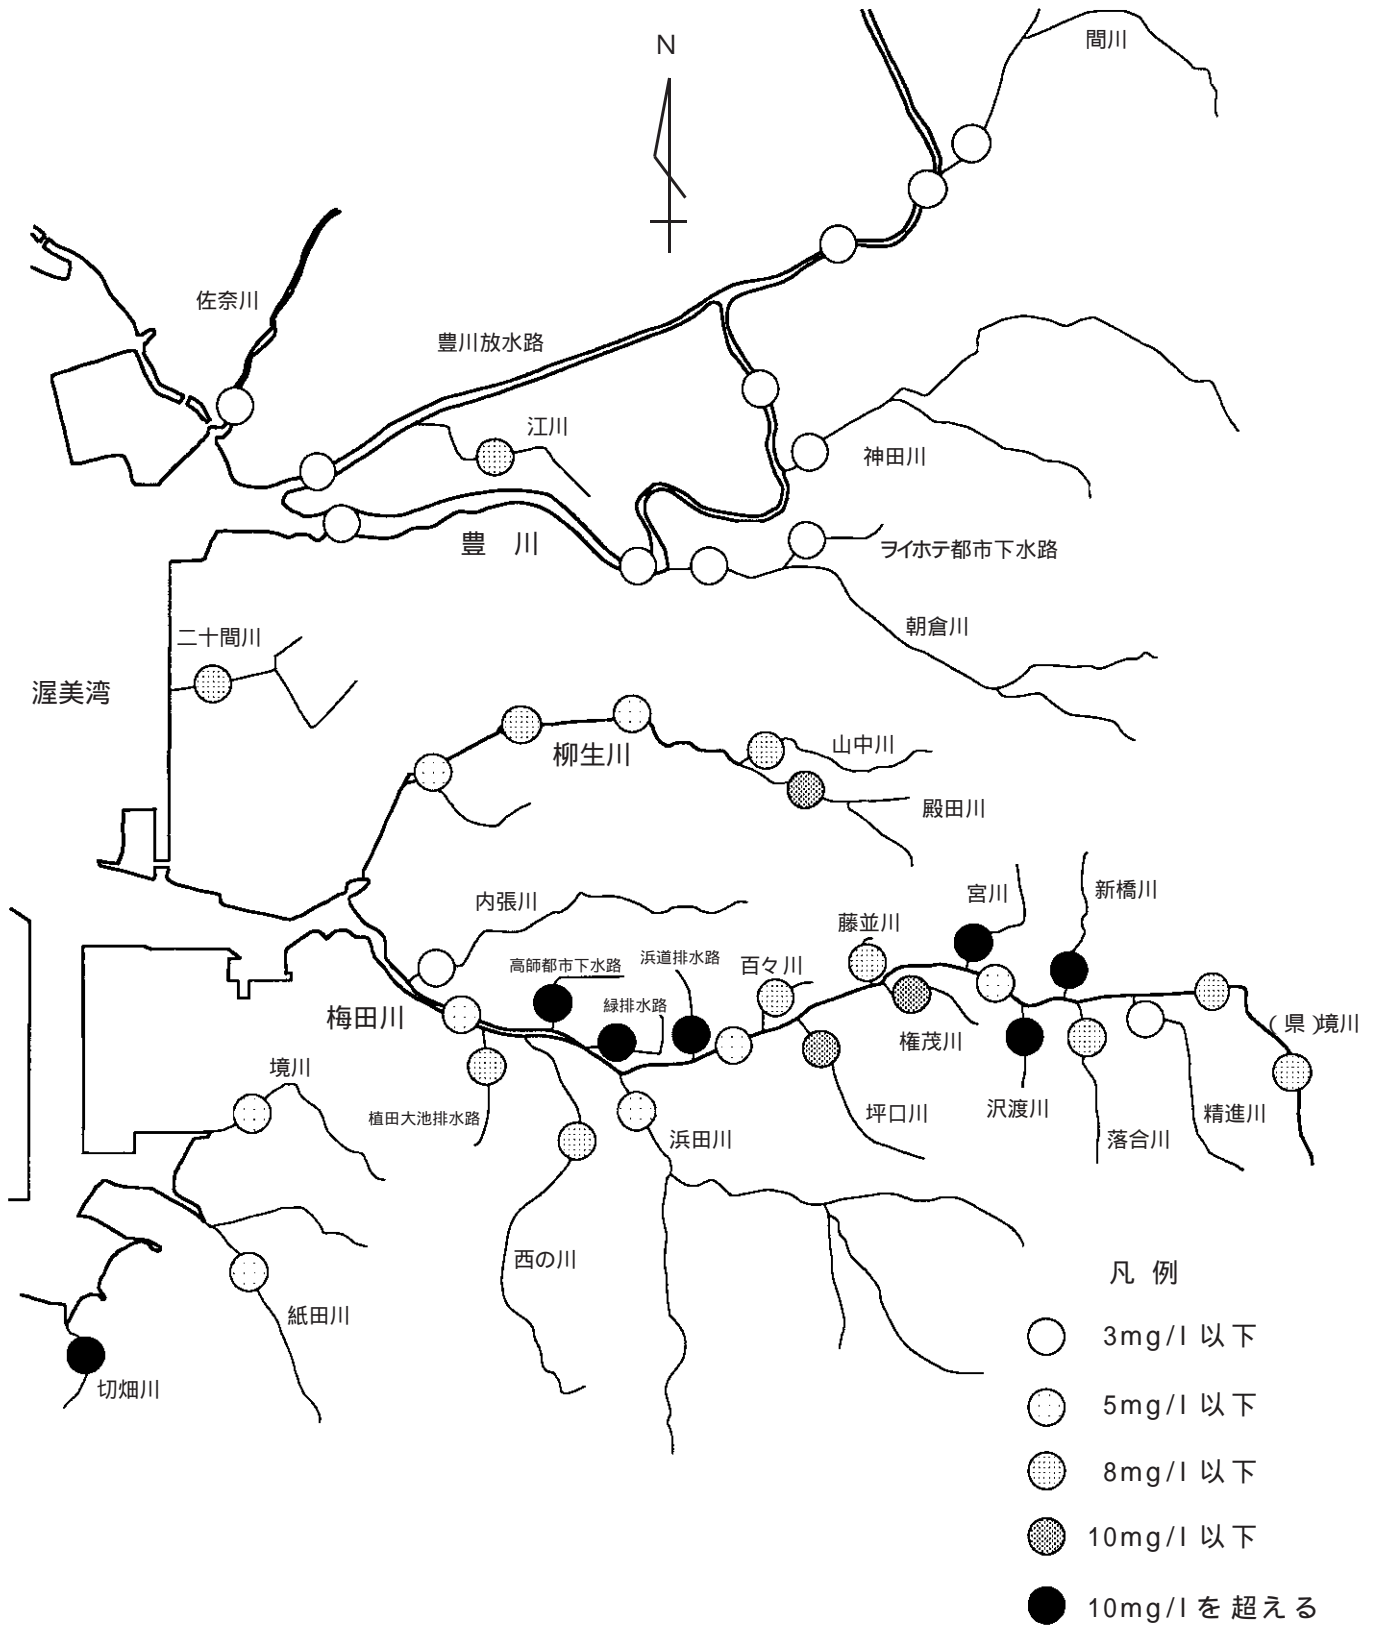 間川
N
佐奈川
豊川放水路
江川
神田川
豊 川
ヲイホテ都市下水路
朝倉川
二十間川
渥美湾
柳生川
山中川
殿田川
内張川
宮川
新橋川
藤並川
高師都市下水路
浜道排水路
百々川
緑排水路
梅田川
権茂川
(県)境川
境川
植田大池排水路
浜田川
坪口川
沢渡川
落合川
精進川
西の川
紙田川
切畑川
凡 例
3mg/l 以下
5mg/l 以下
8mg/l 以下
10mg/l 以下
10mg/lを超える